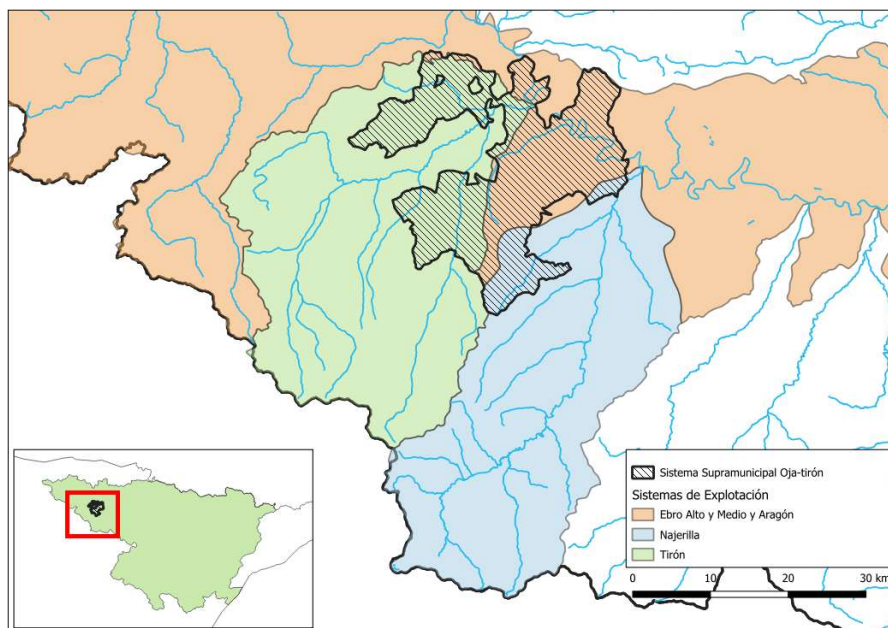 Sistema Supramunicipal Oja-tirón
Sistemas de Explotación
Ebro Alto y Medio y Aragón
Najerilla
Tirón
0 10 20 30 km